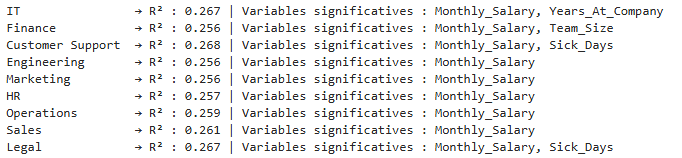 IT → R² : 0.267 | Variables significatives : Monthly_Salary, Years_At_Company
Finance → R² : 0.256 | Variables significatives : Monthly_Salary, Team_Size
Customer Support → R² : 0.268 | Variables significatives : Monthly_Salary, Sick_Days
Engineering → R² : 0.256 | Variables significatives : Monthly_Salary
Marketing → R² : 0.256 | Variables significatives : Monthly_Salary
HR → R² : 0.257 | Variables significatives : Monthly_Salary
Operations → R² : 0.259 | Variables significatives : Monthly_Salary
Sales → R² : 0.261 | Variables significatives : Monthly_Salary
Legal → R² : 0.267 | Variables significatives : Monthly_Salary, Sick_Days